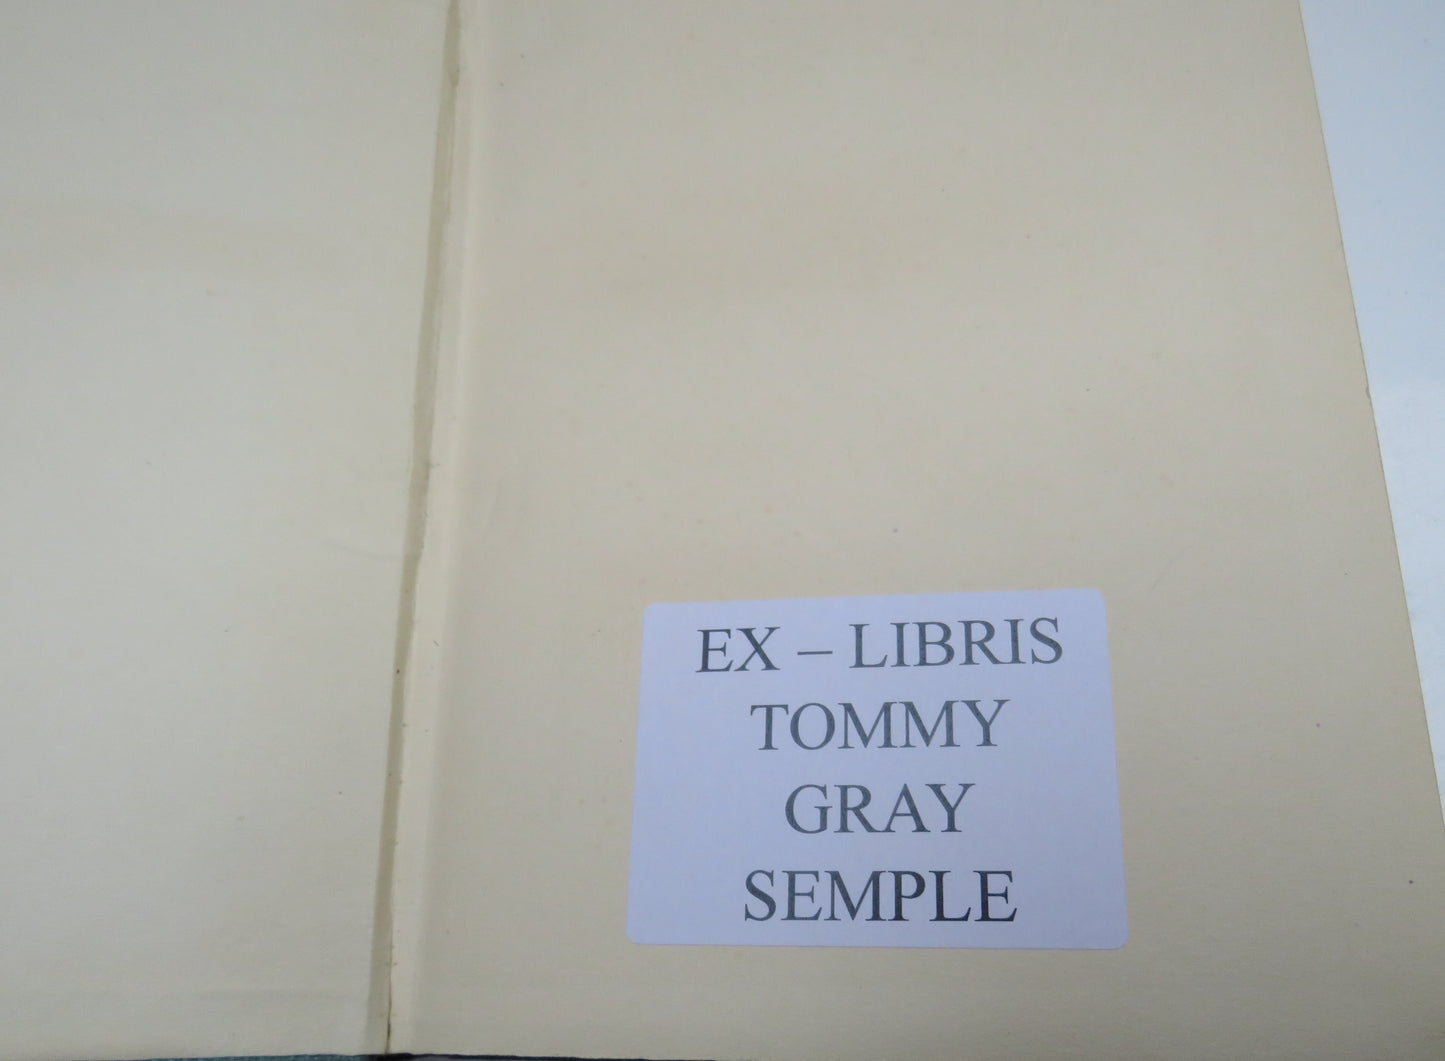 EX – LIBRIS
TOMMY
GRAY
SEMPLE